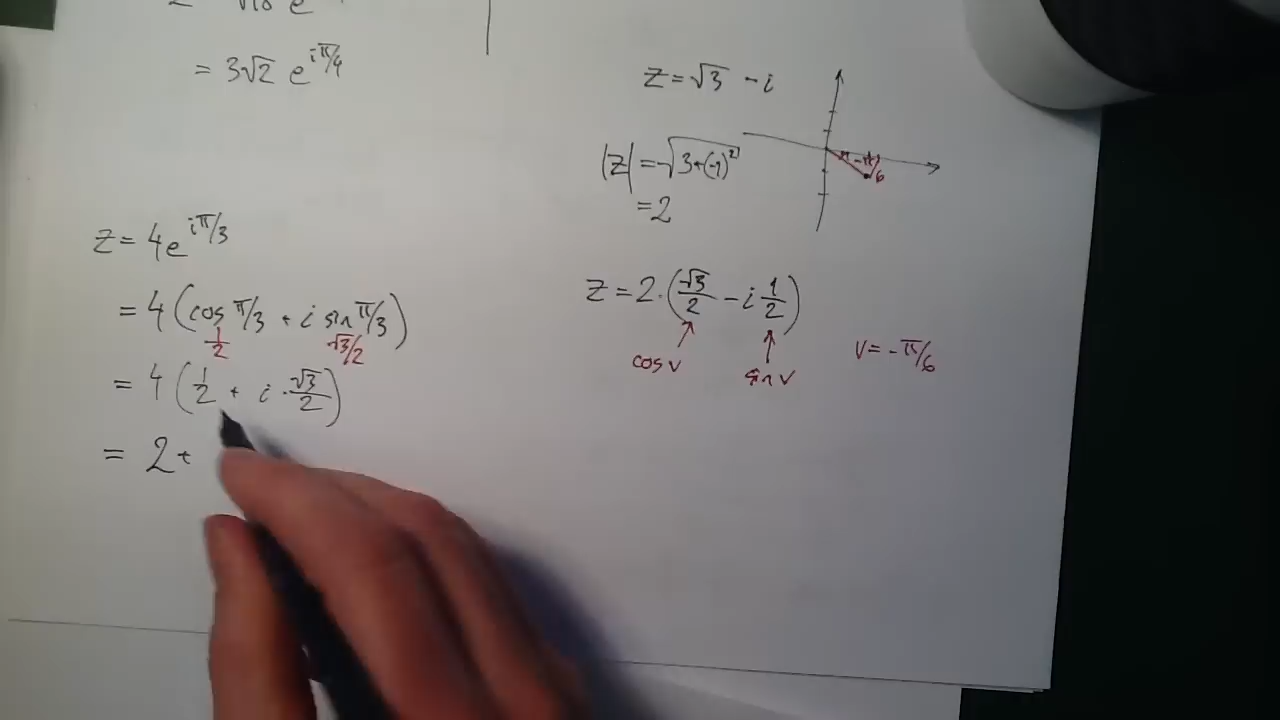 = 3√2 e^{iπ/4}
z = 4e^{iπ/3}
= 4 (cos π/3 + i sin π/3)
1/2 √3/2
= 4 (1/2 + i · √3/2)
= 2 +
z = √3 - i
-π/6
|z| = √(3+(-1)^2)
= 2
z = 2 · (√3/2 - i 1/2)
cos v sin v v = -π/6